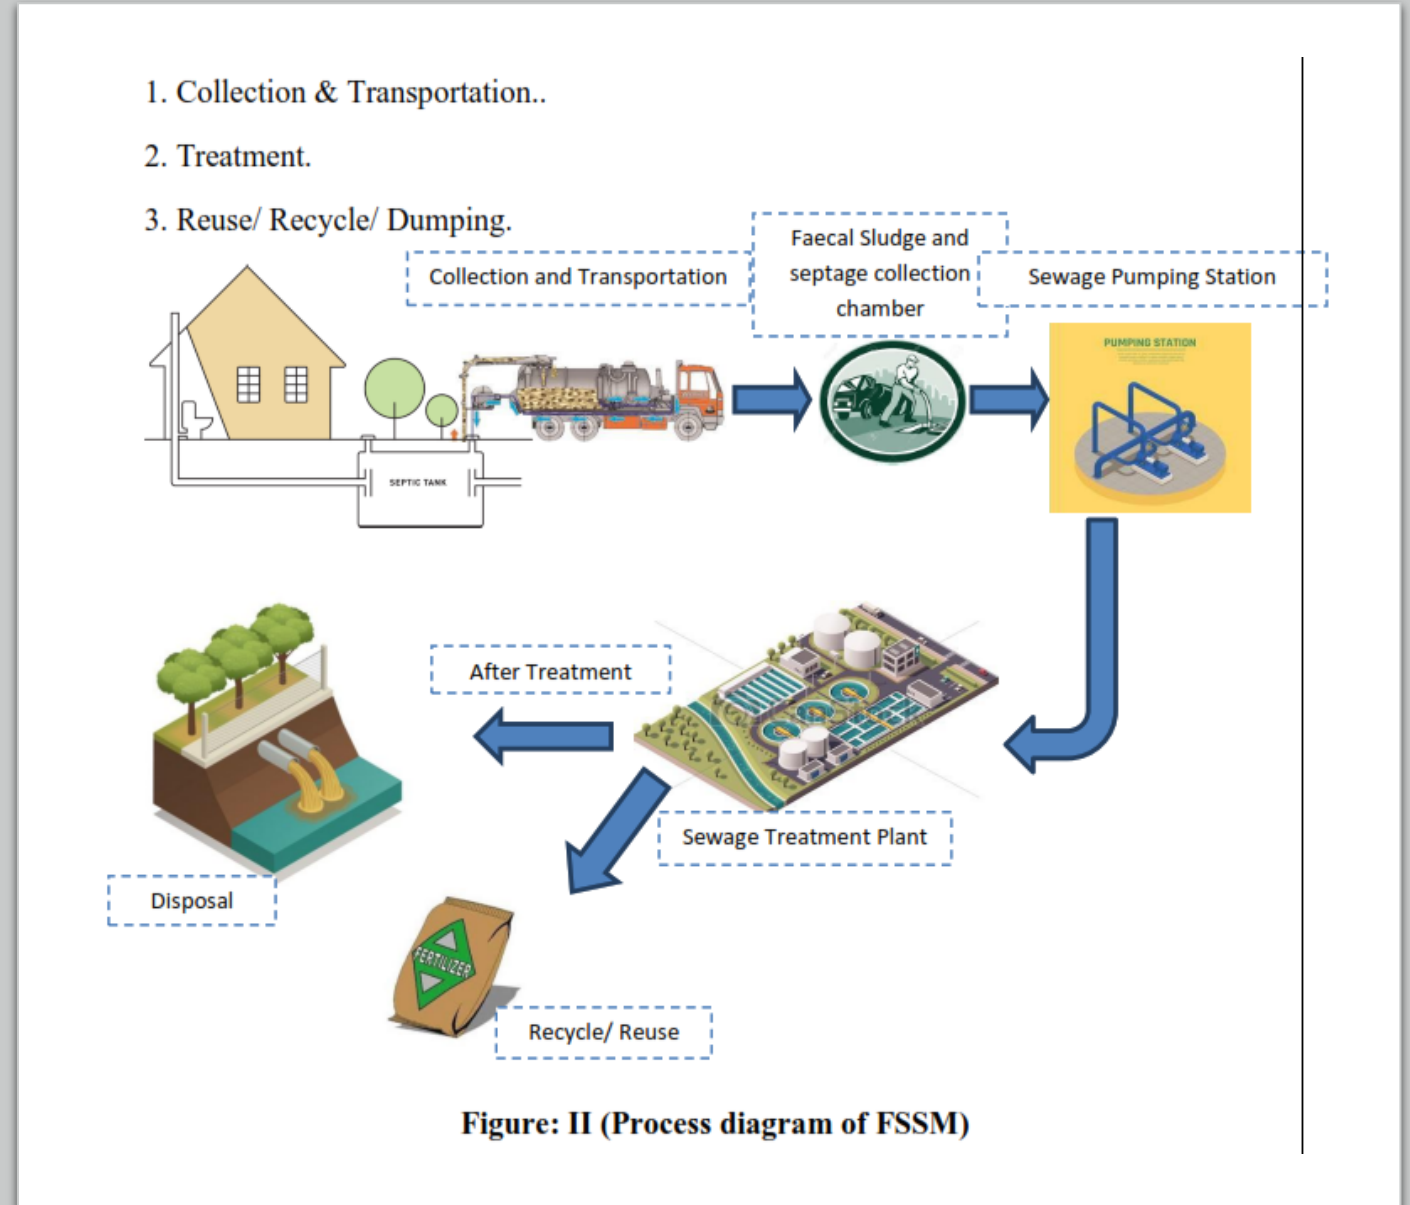 1. Collection & Transportation..
2. Treatment.
3. Reuse/ Recycle/ Dumping.
Collection and Transportation
Faecal Sludge and
septage collection
chamber
Sewage Pumping Station
PUMPING STATION
SEPTIC TANK
After Treatment
Sewage Treatment Plant
Disposal
FERTILIZER
Recycle/ Reuse
Figure: II (Process diagram of FSSM)